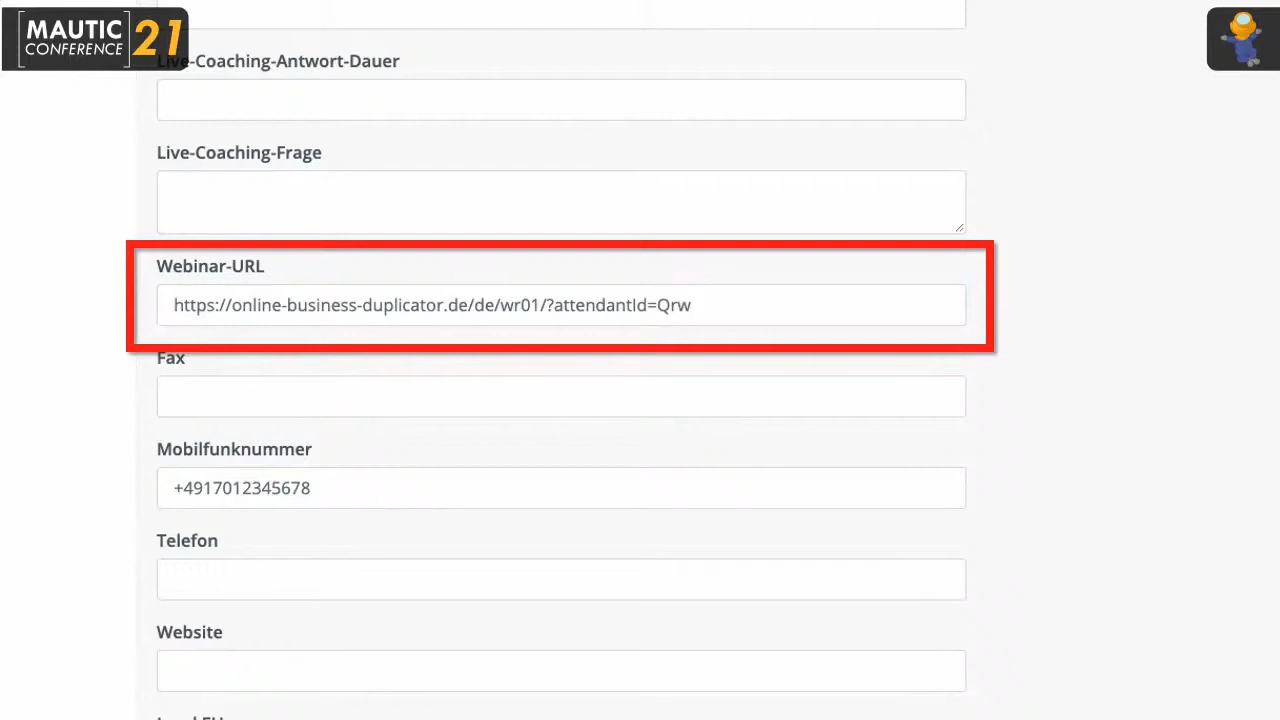 MAUTIC
CONFERENCE
21
Live-Coaching-Antwort-Dauer
Live-Coaching-Frage
Webinar-URL
https://online-business-duplicator.de/de/wr01/?attendantId=Qrw
Fax
Mobilfunknummer
+4917012345678
Telefon
Website